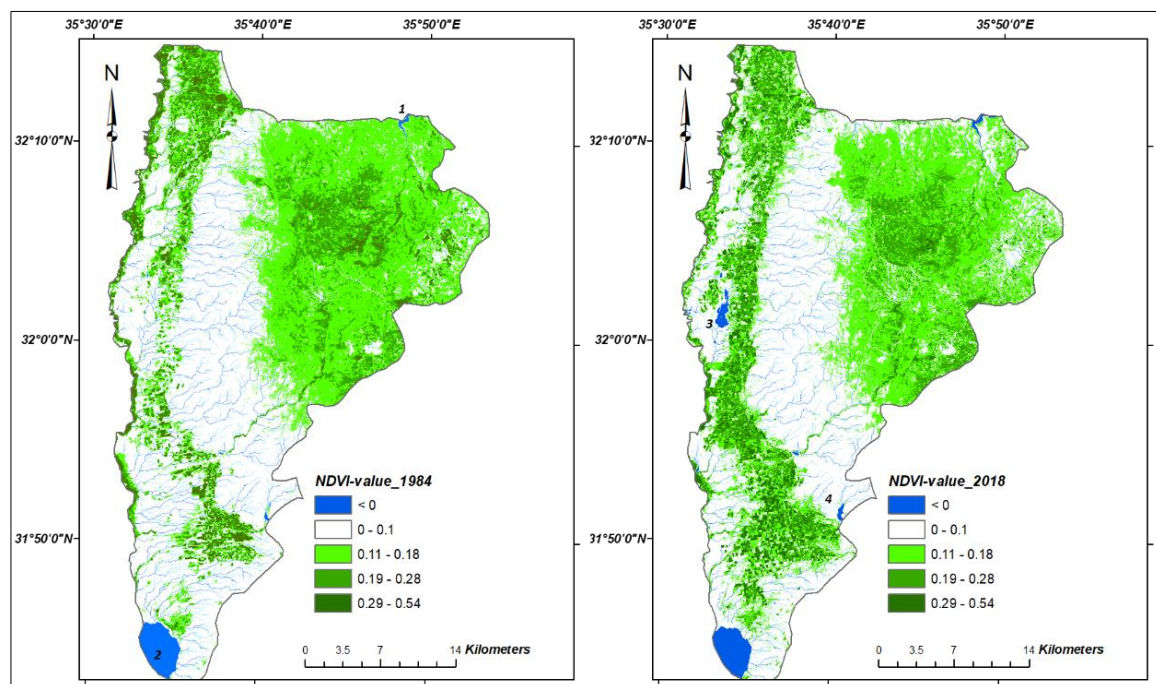 35°30'0"E 35°40'0"E 35°50'0"E
35°30'0"E 35°40'0"E 35°50'0"E
N
N
1
32°10'0"N
32°10'0"N
32°0'0"N
32°0'0"N
3
NDVI-value_1984
< 0
0 - 0.1
0.11 - 0.18
0.19 - 0.28
0.29 - 0.54
4
NDVI-value_2018
< 0
0 - 0.1
0.11 - 0.18
0.19 - 0.28
0.29 - 0.54
31°50'0"N
31°50'0"N
2
0 3.5 7 14 Kilometers
0 3.5 7 14 Kilometers